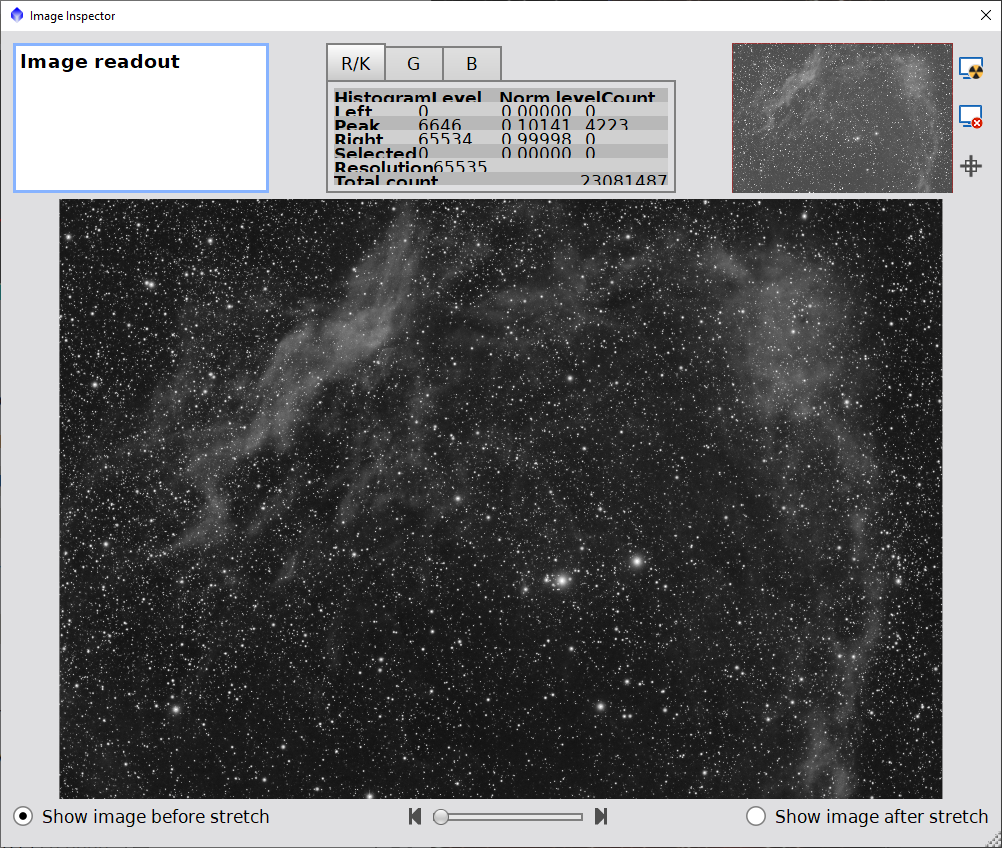 Image Inspector
Image readout
R/K G B
Histogram Level Norm level Count
Left 0 0.00000 0
Peak 6646 0.10141 4223
Right 65534 0.99998 0
Selected 0 0.00000 0
Resolution 65535
Total count 23081487
Show image before stretch
Show image after stretch